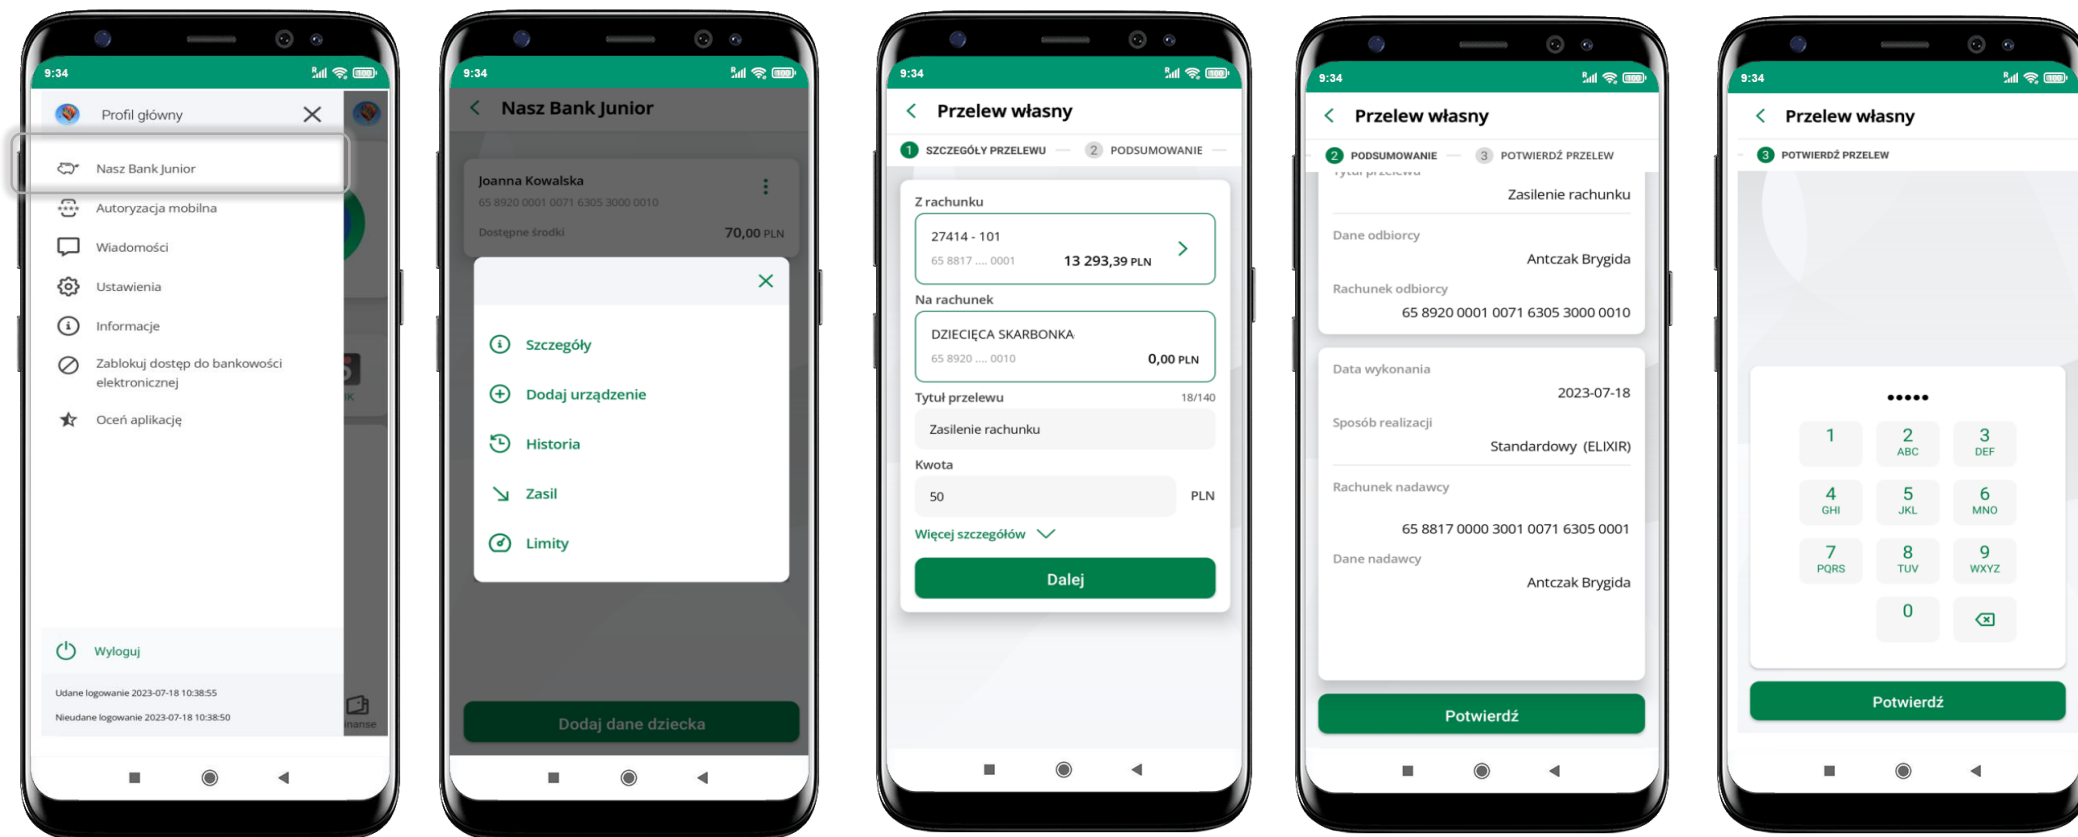 9:34
Profil główny
Nasz Bank Junior
Autoryzacja mobilna
Wiadomości
Ustawienia
Informacje
Zablokuj dostęp do bankowości
elektronicznej
Oceń aplikację
Wyloguj
Udane logowanie 2023-07-18 10:38:55
Nieudane logowanie 2023-07-18 10:38:50
inanse
9:34
Nasz Bank Junior
Joanna Kowalska
65 8920 0001 0071 6305 3000 0010
Dostępne środki 70,00 PLN
Szczegóły
Dodaj urządzenie
Historia
Zasil
Limity
Dodaj dane dziecka
9:34
Przelew własny
1 SZCZEGÓŁY PRZELEWU 2 PODSUMOWANIE
Z rachunku
27414 - 101
65 8817 .... 0001 13 293,39 PLN
Na rachunek
DZIECIĘCA SKARBONKA
65 8920 .... 0010 0,00 PLN
Tytuł przelewu 18/140
Zasilenie rachunku
Kwota
50 PLN
Więcej szczegółów
Dalej
9:34
Przelew własny
2 PODSUMOWANIE 3 POTWIERDŹ PRZELEW
Tytuł przelewu
Zasilenie rachunku
Dane odbiorcy
Antczak Brygida
Rachunek odbiorcy
65 8920 0001 0071 6305 3000 0010
Data wykonania
2023-07-18
Sposób realizacji
Standardowy (ELIXIR)
Rachunek nadawcy
65 8817 0000 3001 0071 6305 0001
Dane nadawcy
Antczak Brygida
Potwierdź
9:34
Przelew własny
3 POTWIERDŹ PRZELEW
•••••
1 2 3
ABC DEF
4 5 6
GHI JKL MNO
7 8 9
PQRS TUV WXYZ
0
Potwierdź